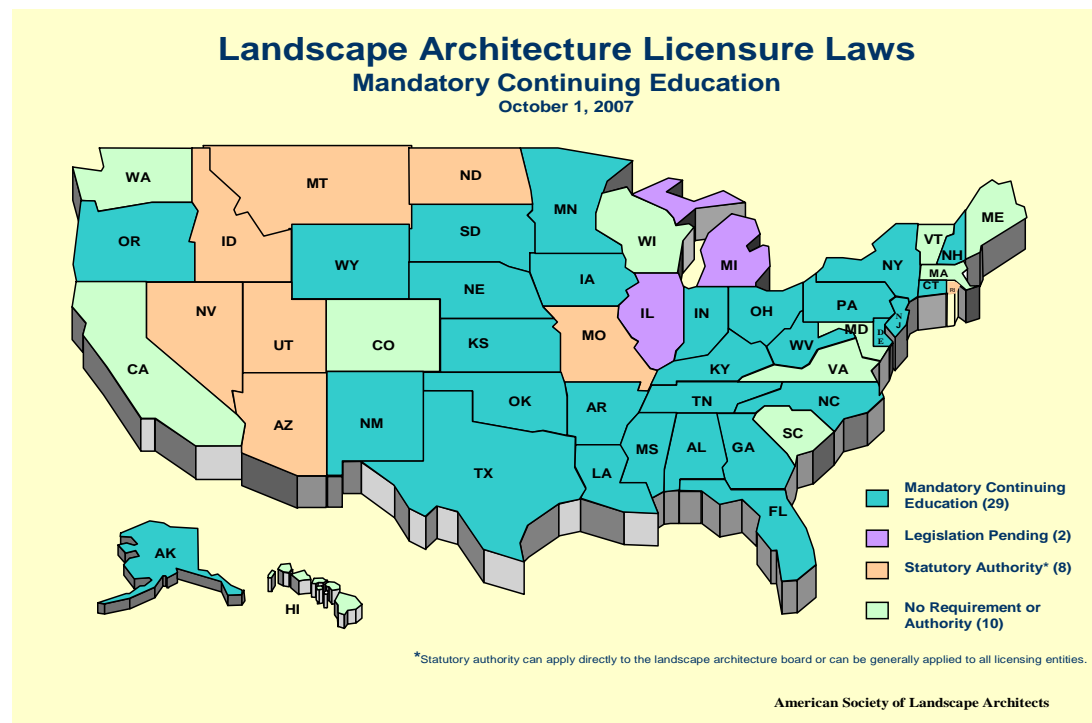 Landscape Architecture Licensure Laws
Mandatory Continuing Education
October 1, 2007
WA
MT
ND
MN
ME
OR
ID
SD
WI
VT
NH
WY
MI
NY
MA
CT
RI
NE
IA
PA
NV
UT
CO
KS
MO
IL
IN
OH
NJ
MD
DE
WV
CA
KY
VA
AZ
NM
OK
AR
TN
NC
TX
LA
MS
AL
GA
SC
FL
AK
HI
Mandatory Continuing
Education (29)
Legislation Pending (2)
Statutory Authority* (8)
No Requirement or
Authority (10)
*Statutory authority can apply directly to the landscape architecture board or can be generally applied to all licensing entities.
American Society of Landscape Architects